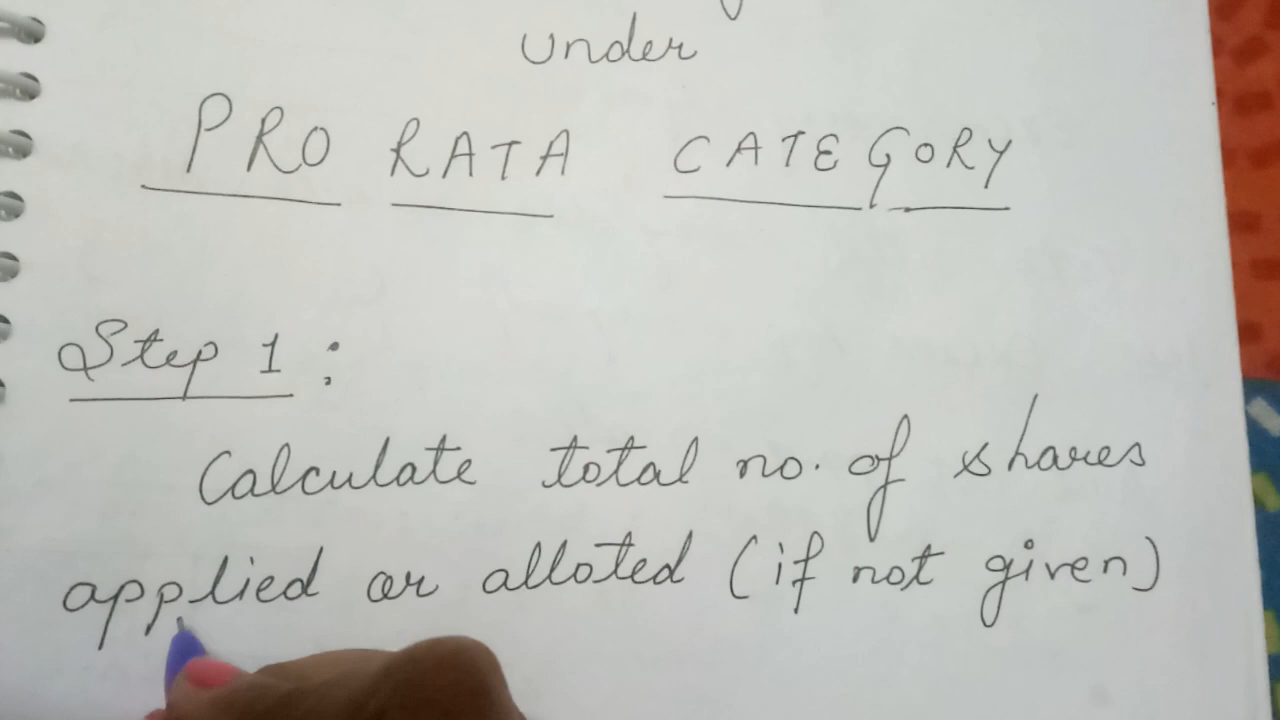 under
PRO RATA CATEGORY
Step 1 :
Calculate total no. of shares
applied or alloted (if not given)